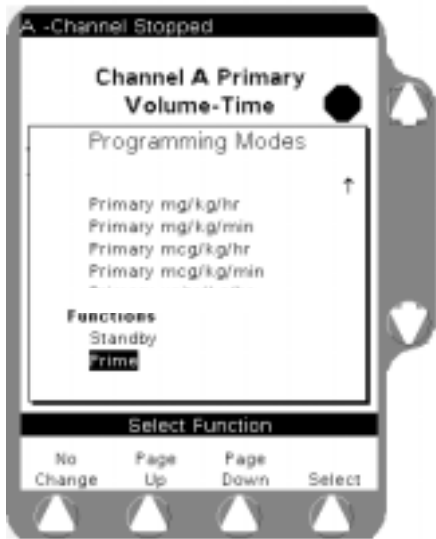 A -Channel Stopped
Channel A Primary
Volume-Time
Programming Modes
↑
Primary mg/kg/hr
Primary mg/kg/min
Primary mcg/kg/hr
Primary mcg/kg/min
Functions
Standby
Prime
Select Function
No Change
Page Up
Page Down
Select